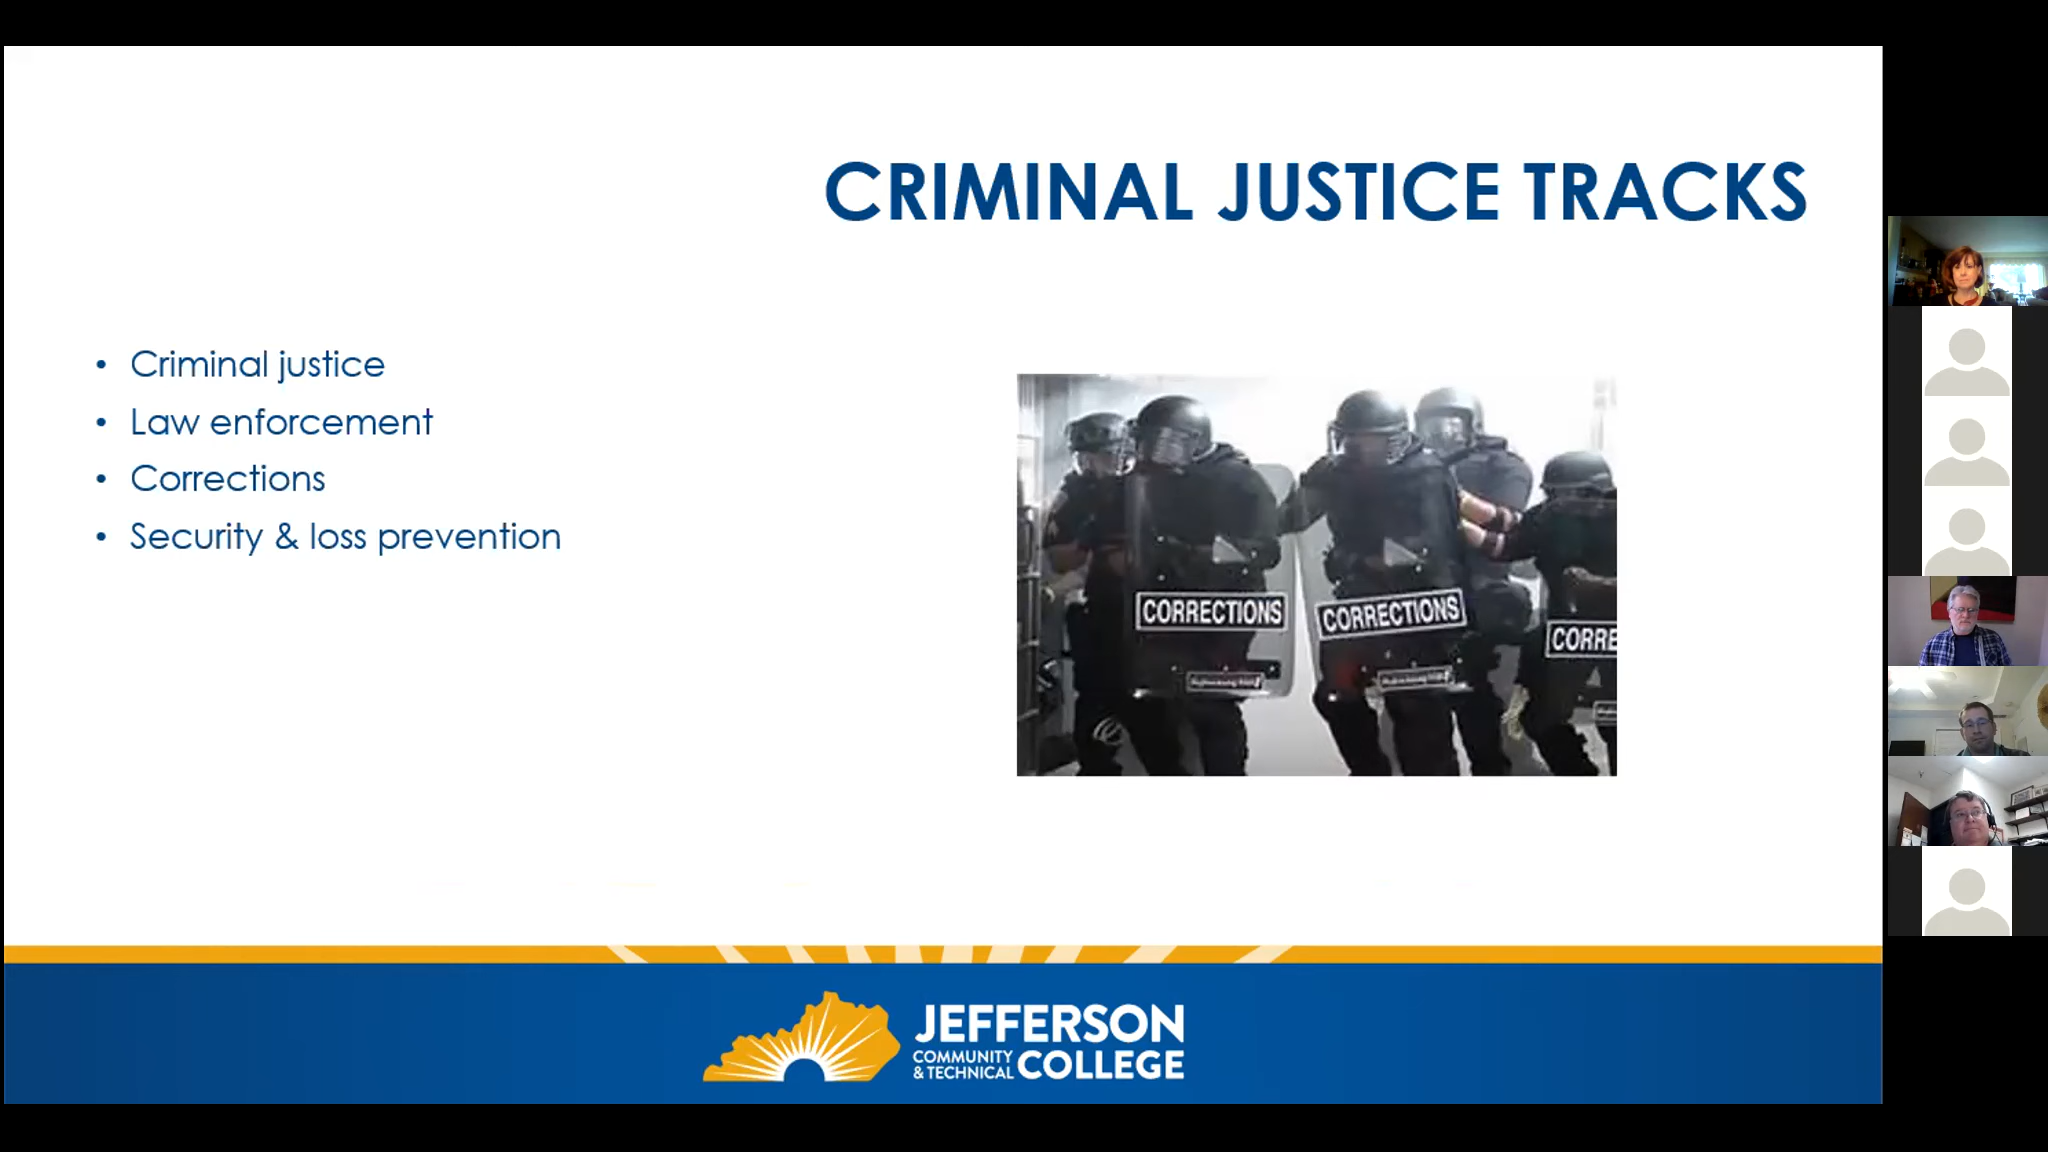 CRIMINAL JUSTICE TRACKS
• Criminal justice
• Law enforcement
• Corrections
• Security & loss prevention
CORRECTIONS
CORRECTIONS
CORRE
JEFFERSON
COMMUNITY
& TECHNICAL COLLEGE